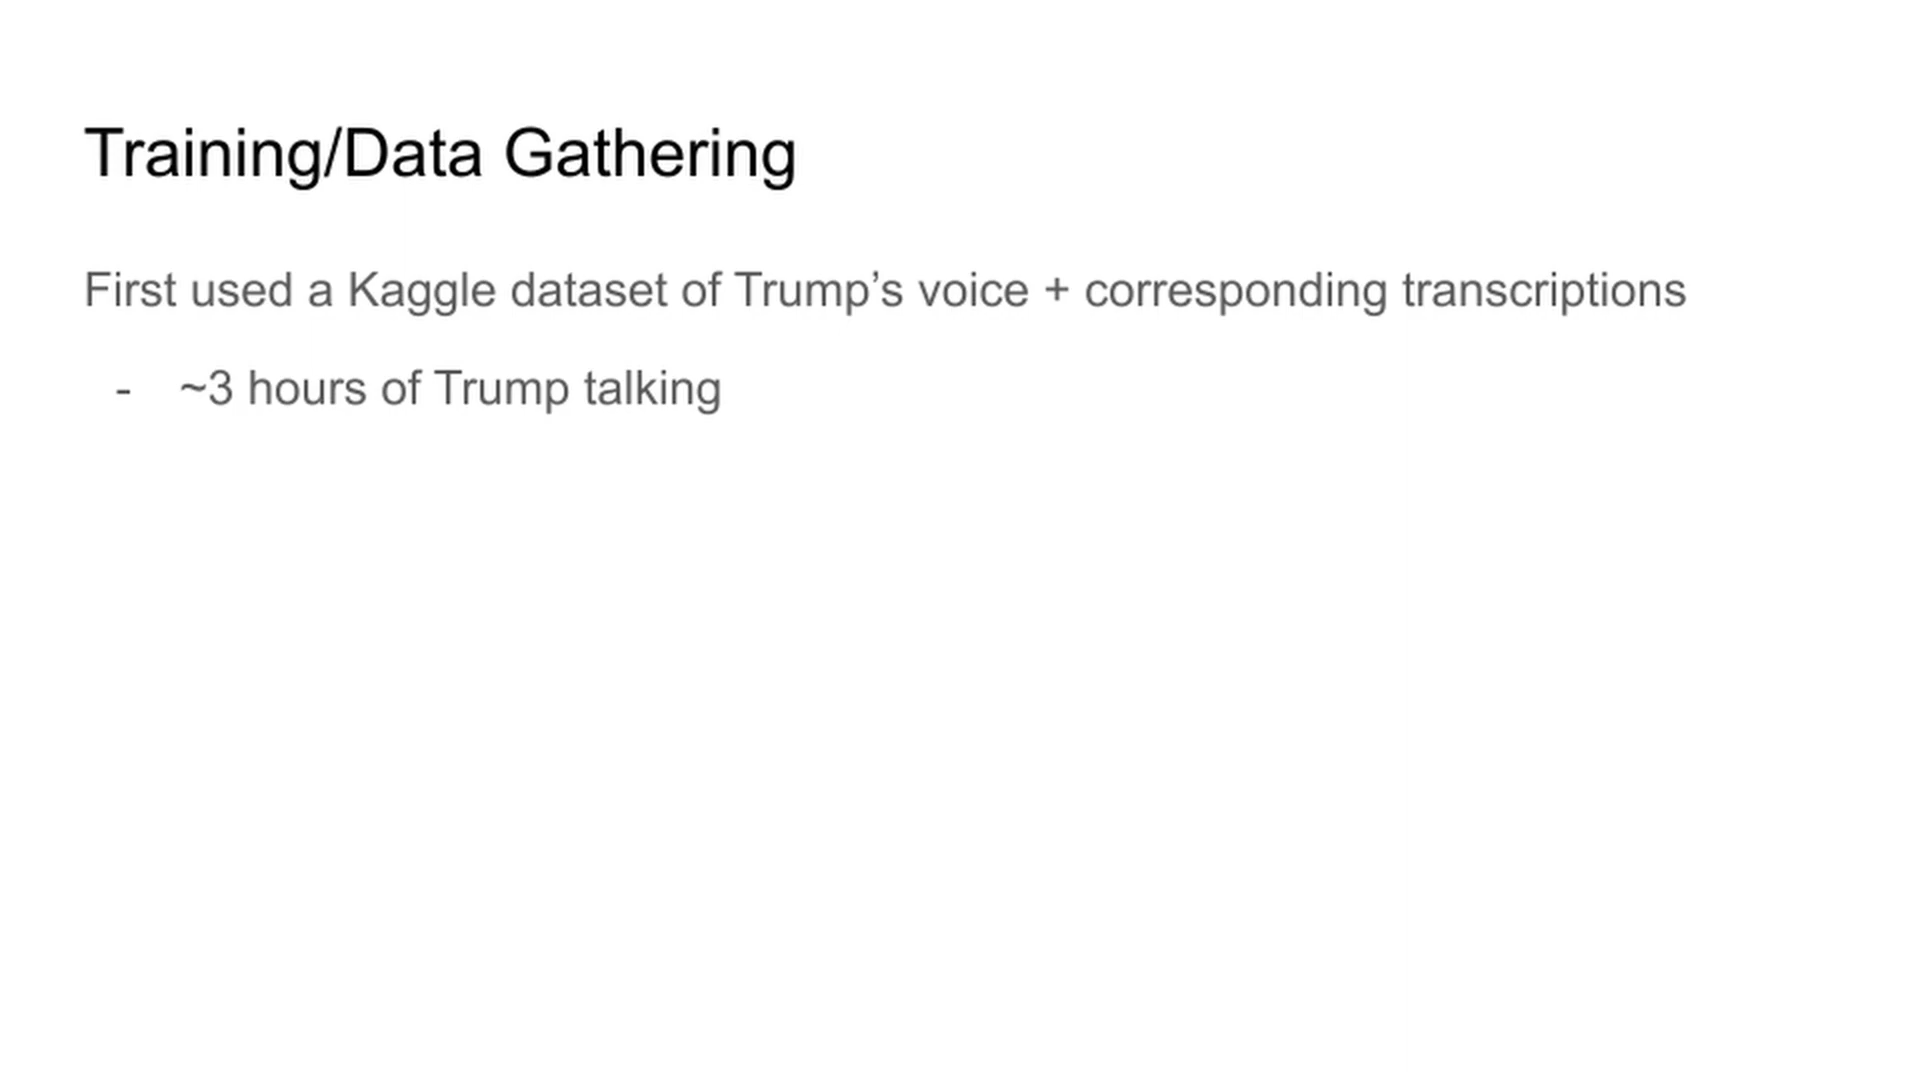 Training/Data Gathering
First used a Kaggle dataset of Trump’s voice + corresponding transcriptions
- ~3 hours of Trump talking